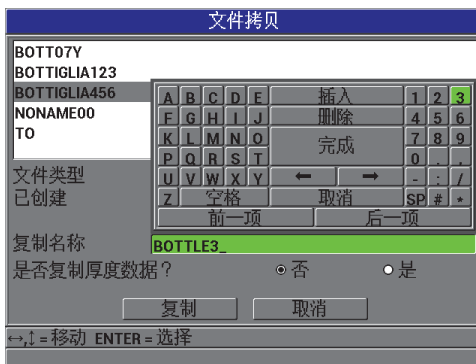 文件拷贝
BOTT07Y
BOTTIGLIA123
BOTTIGLIA456
NONAME00
TO
A B C D E 插入 1 2 3
F G H I J 删除 4 5 6
K L M N O 完成 7 8 9
P Q R S T 0 . ,
U V W X Y ← → - : /
Z 空格 取消 SP # *
前一项 后一项
文件类型
已创建
复制名称 BOTTLE3_
是否复制厚度数据? 否 是
复制 取消
↔,↕ = 移动 ENTER = 选择